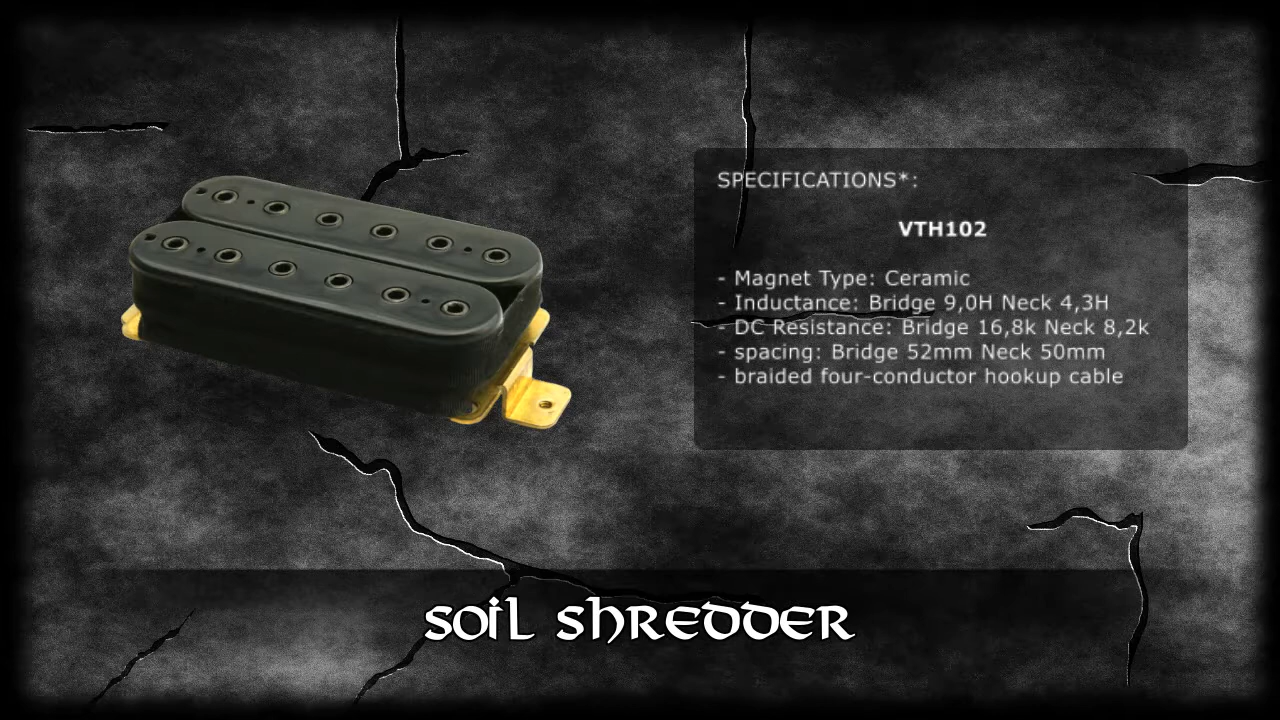 SPECIFICATIONS*:
VTH102
- Magnet Type: Ceramic
- Inductance: Bridge 9,0H Neck 4,3H
- DC Resistance: Bridge 16,8k Neck 8,2k
- spacing: Bridge 52mm Neck 50mm
- braided four-conductor hookup cable
SOIL SHREDDER